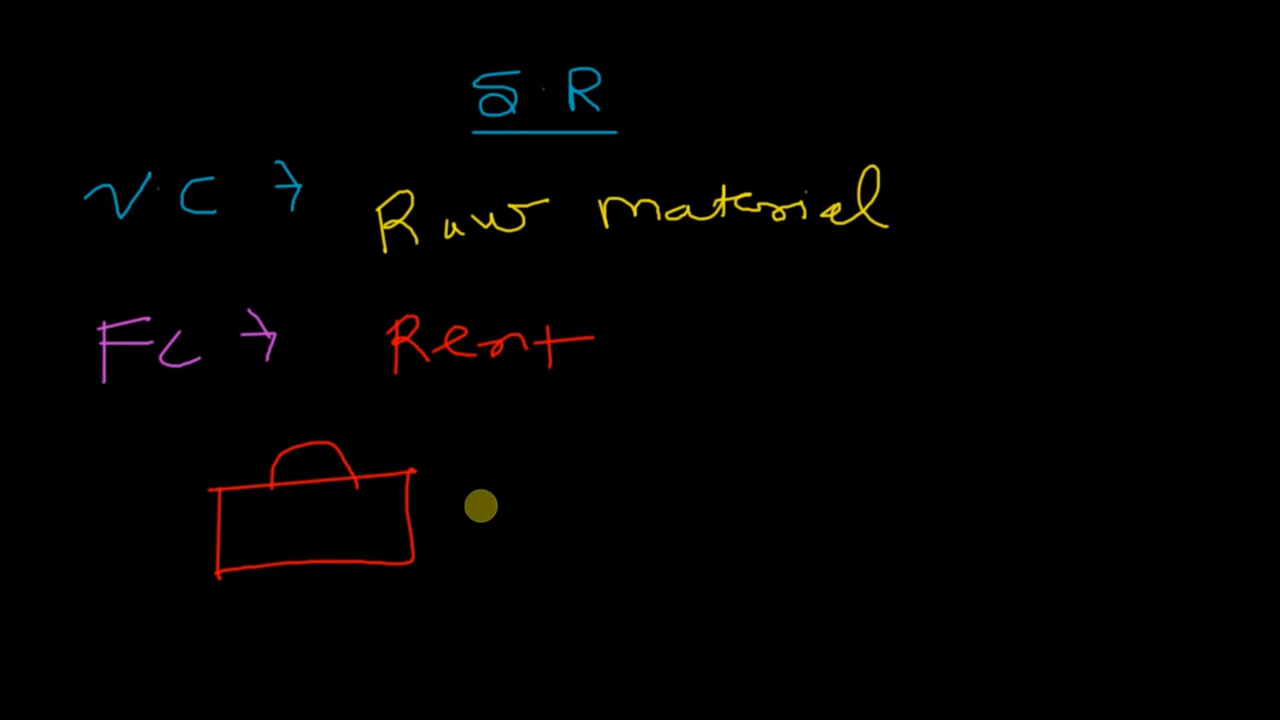 S.R
V.C → Raw material
Fc → Rent